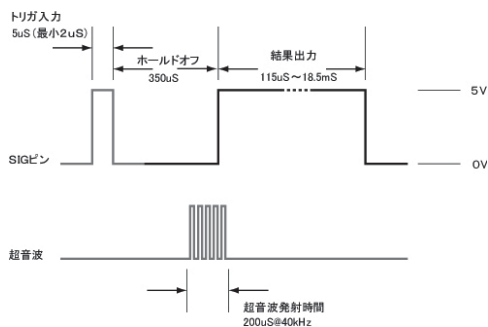 トリガ入力
5uS(最小2uS)
ホールドオフ
350uS
結果出力
115uS～18.5mS
5V
SIGピン
0V
超音波
超音波発射時間
200uS@40kHz